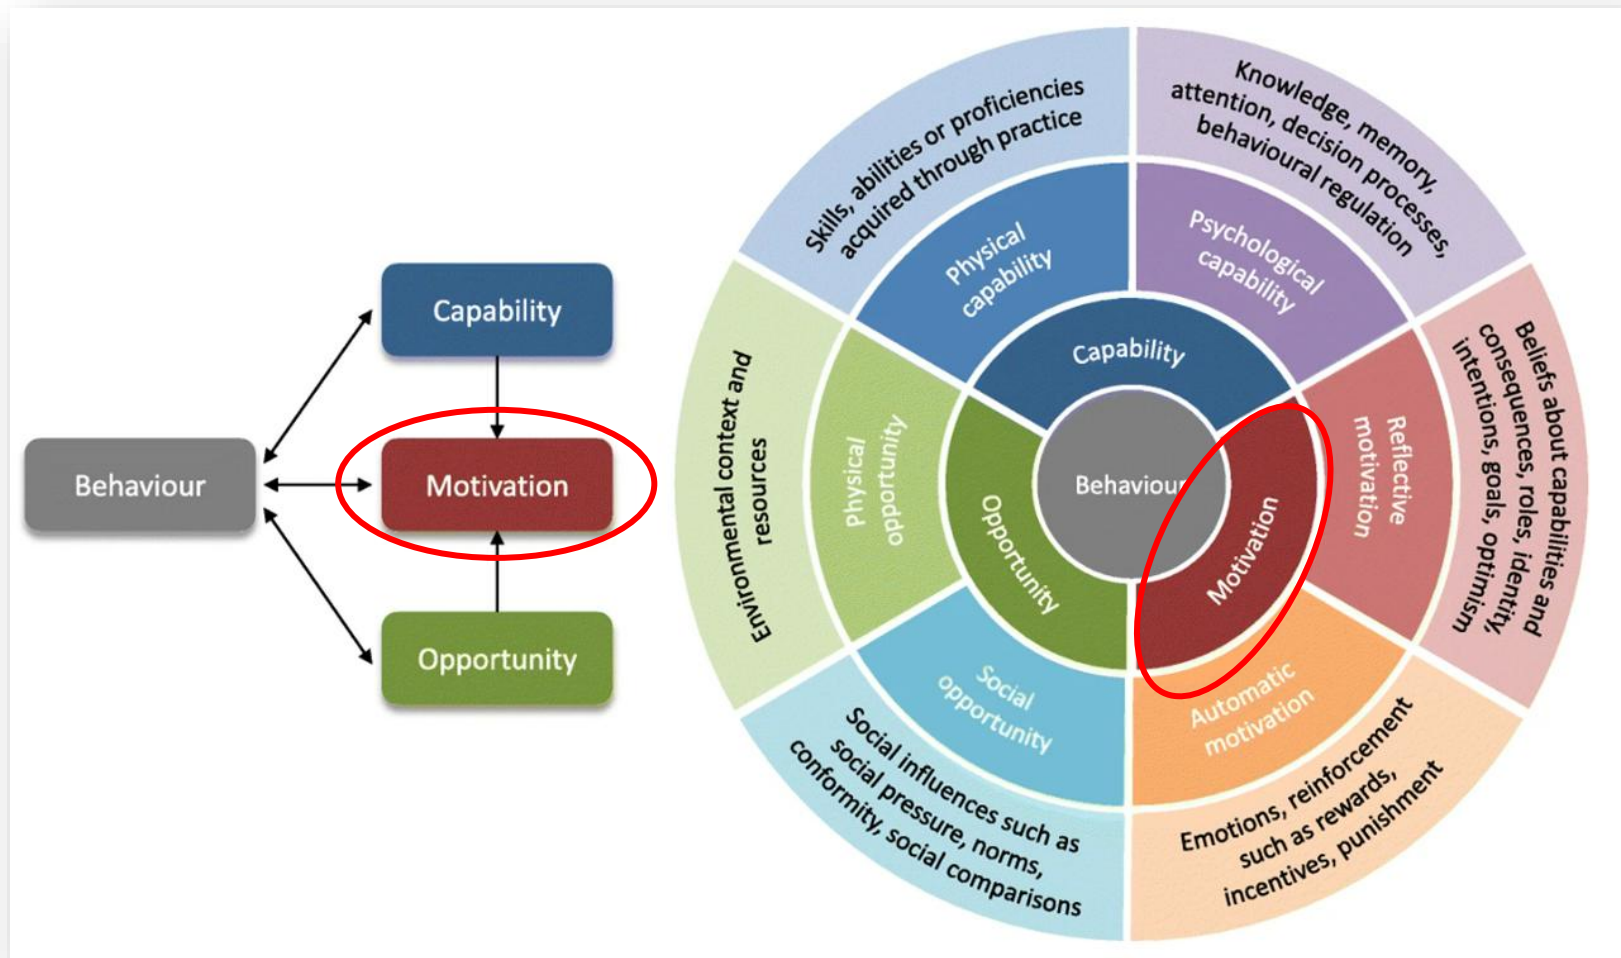 Capability
Behaviour
Motivation
Opportunity
Skills, abilities or proficiencies
acquired through practice
Knowledge, memory,
attention, decision processes,
behavioural regulation
Physical
capability
Psychological
capability
Capability
Environmental context and
resources
Physical
opportunity
Opportunity
Behaviour
Motivation
Reflective
motivation
Beliefs about capabilities and
consequences, roles, identity,
intentions, goals, optimism
Social
opportunity
Automatic
motivation
Social influences such as
social pressure, norms,
conformity, social comparisons
Emotions, reinforcement
such as rewards,
incentives, punishment